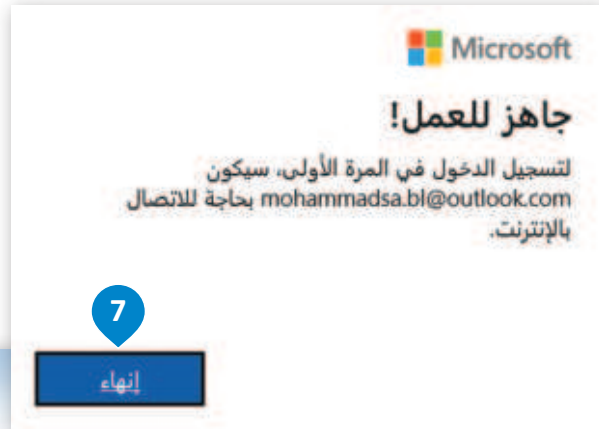 Microsoft
جاهز للعمل!
لتسجيل الدخول في المرة الأولى، سيكون
mohammadsa.bl@outlook.com بحاجة للاتصال
بالإنترنت.
7
إنهاء